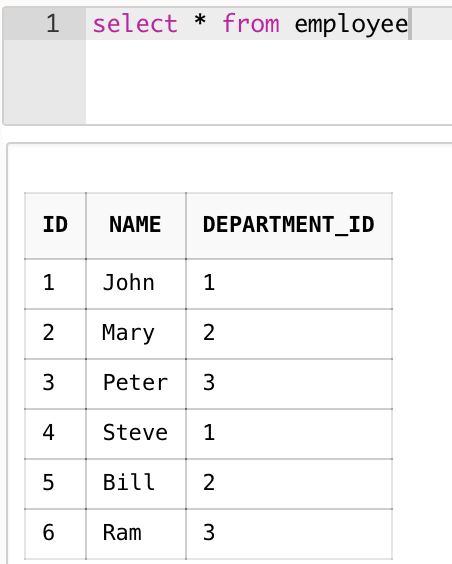 1 select * from employee
ID NAME DEPARTMENT_ID
1 John 1
2 Mary 2
3 Peter 3
4 Steve 1
5 Bill 2
6 Ram 3